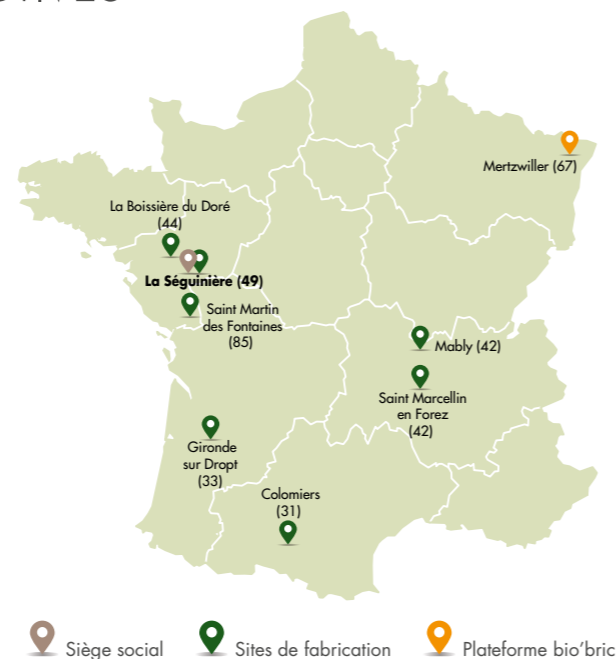 Mertzwiller (67)
La Boissière du Doré
(44)
La Séguinière (49)
Saint Martin
des Fontaines
(85)
Mably (42)
Saint Marcellin
en Forez
(42)
Gironde
sur Dropt
(33)
Colomiers
(31)
Siège social
Sites de fabrication
Plateforme bio'bric